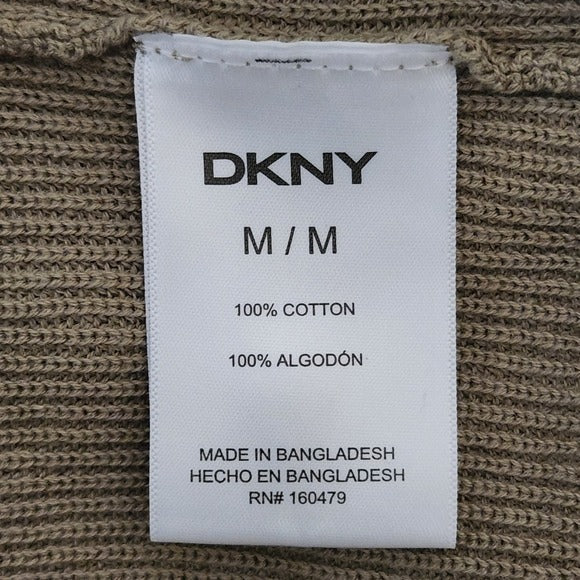 DKNY
M / M
100% COTTON
100% ALGODÓN
MADE IN BANGLADESH
HECHO EN BANGLADESH
RN# 160479